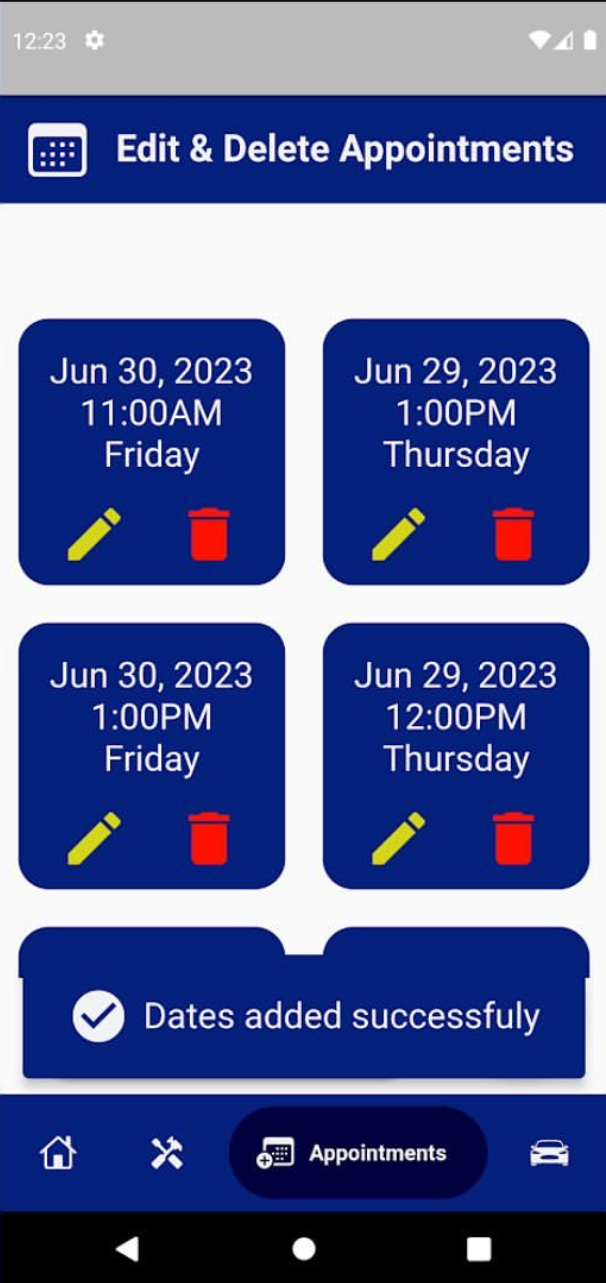 12:23
Edit & Delete Appointments
Jun 30, 2023
11:00AM
Friday
Jun 29, 2023
1:00PM
Thursday
Jun 30, 2023
1:00PM
Friday
Jun 29, 2023
12:00PM
Thursday
Dates added successfuly
Appointments